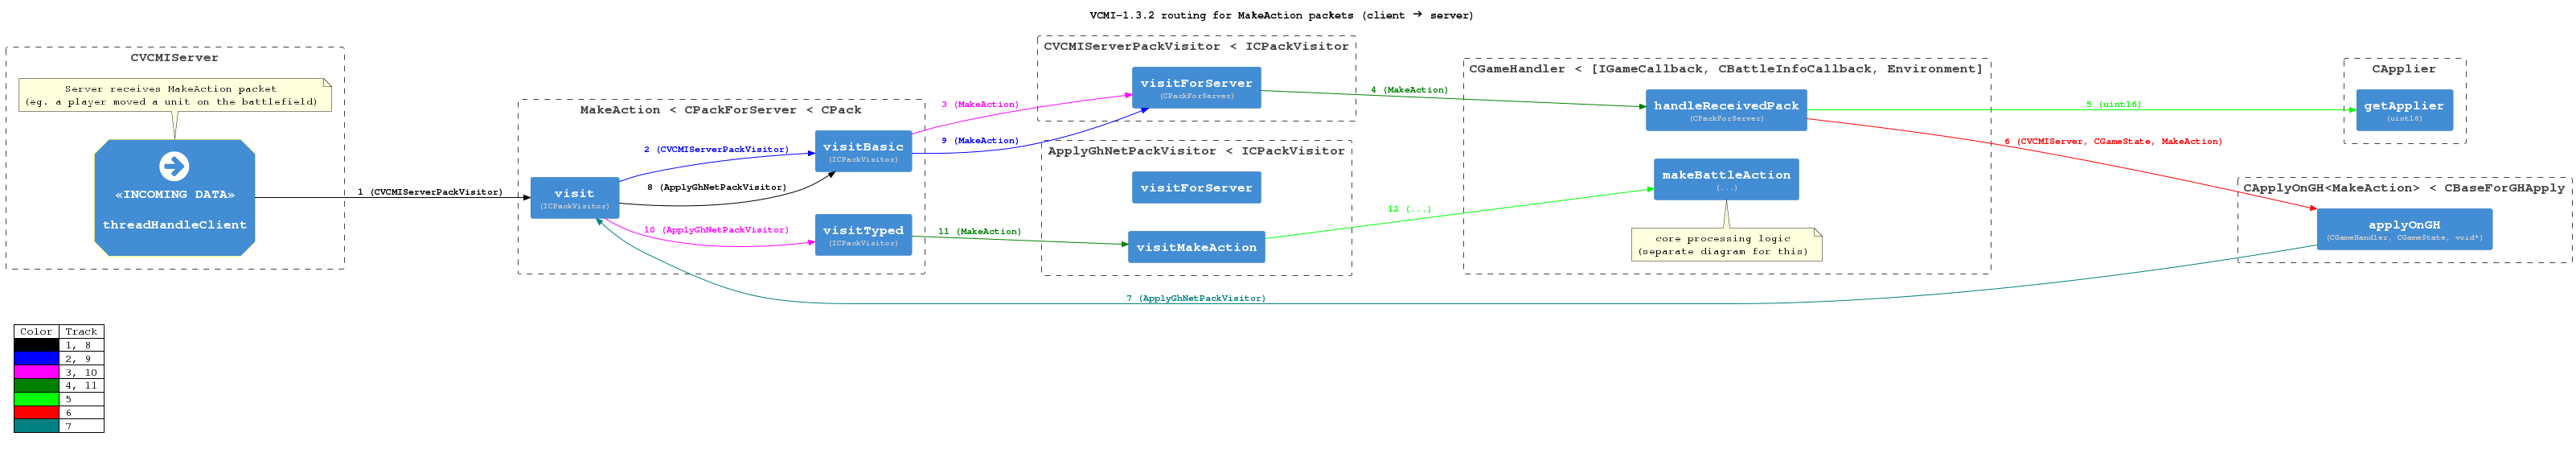 VCMI-1.3.2 routing for MakeAction packets (client → server)
CVCMIServer
Server receives MakeAction packet
(eg. a player moved a unit on the battlefield)
«INCOMING DATA»
threadHandleClient
1 (CVCMIServerPackVisitor)
MakeAction < CPackForServer < CPack
visit
(ICPackVisitor)
2 (CVCMIServerPackVisitor)
8 (ApplyGhNetPackVisitor)
10 (ApplyGhNetPackVisitor)
visitBasic
(ICPackVisitor)
visitTyped
(ICPackVisitor)
3 (MakeAction)
9 (MakeAction)
11 (MakeAction)
CVCMIServerPackVisitor < ICPackVisitor
visitForServer
(CPackForServer)
ApplyGhNetPackVisitor < ICPackVisitor
visitForServer
visitMakeAction
4 (MakeAction)
12 (...)
7 (ApplyGhNetPackVisitor)
CGameHandler < [IGameCallback, CBattleInfoCallback, Environment]
handleReceivedPack
(CPackForServer)
makeBattleAction
(...)
core processing logic
(separate diagram for this)
5 (uint16)
6 (CVCMIServer, CGameState, MakeAction)
CApplier
getApplier
(uint16)
CApplyOnGH<MakeAction> < CBaseForGHApply
applyOnGH
(CGameHandler, CGameState, void*)
Color Track
1, 8
2, 9
3, 10
4, 11
5
6
7